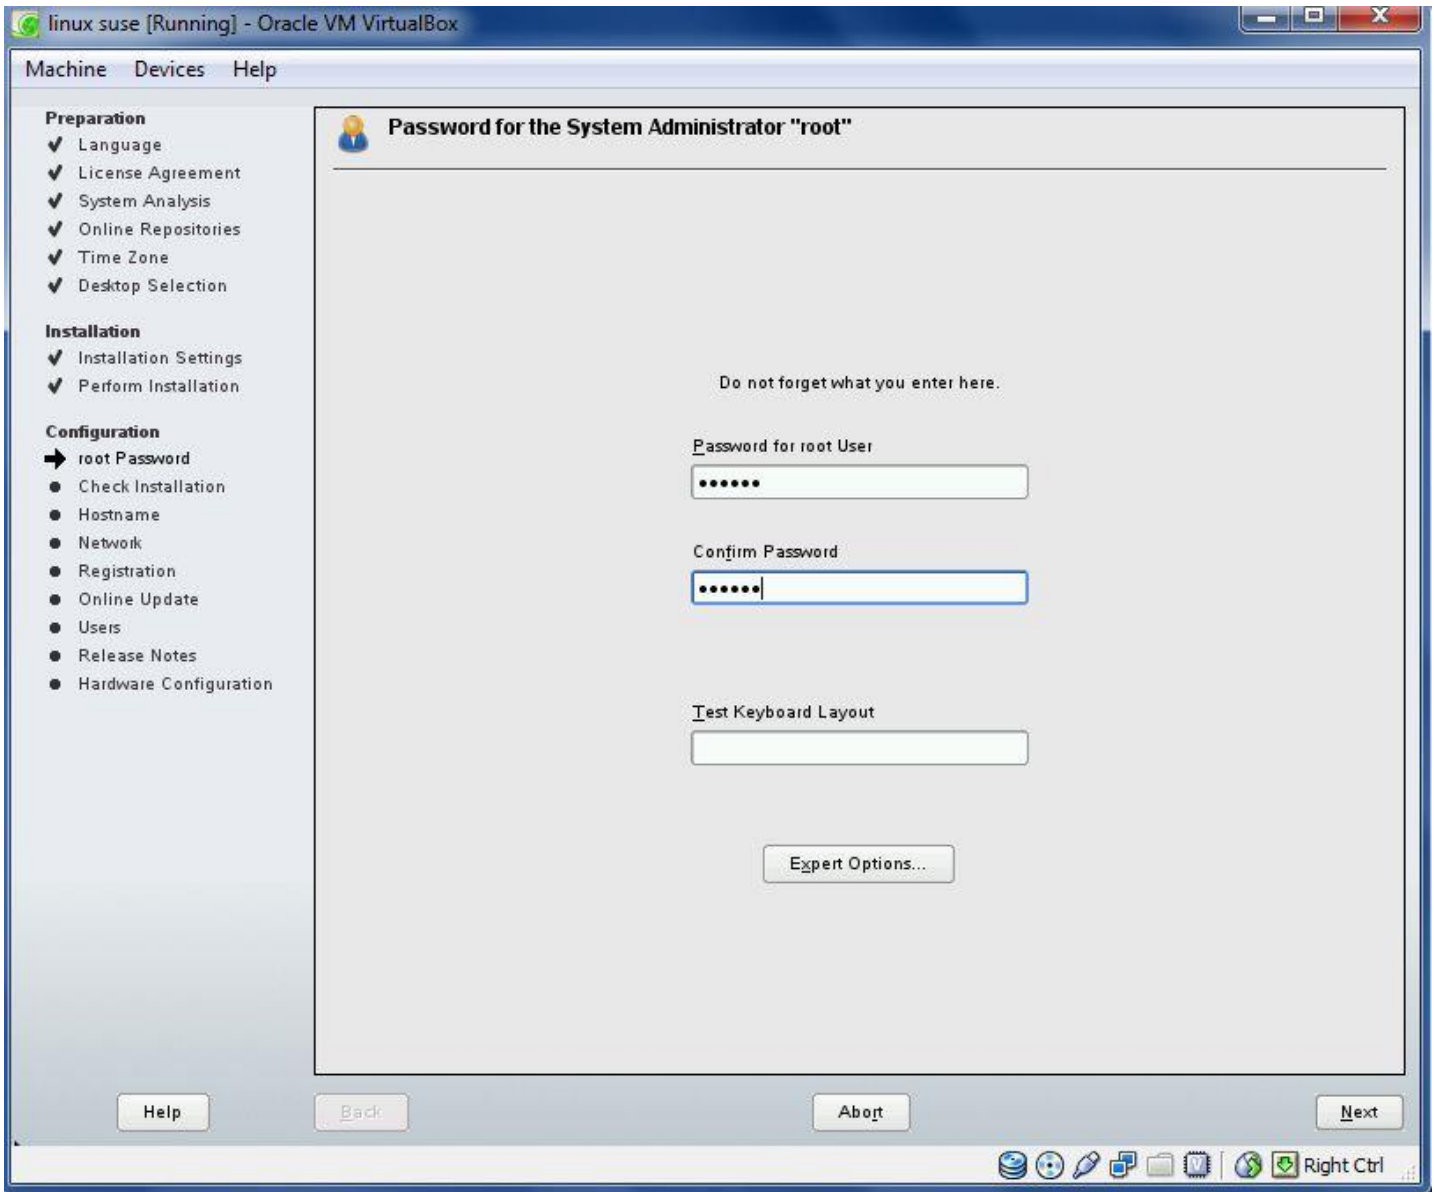 linux suse [Running] - Oracle VM VirtualBox
Machine Devices Help
Preparation
Language
License Agreement
System Analysis
Online Repositories
Time Zone
Desktop Selection
Installation
Installation Settings
Perform Installation
Configuration
root Password
Check Installation
Hostname
Network
Registration
Online Update
Users
Release Notes
Hardware Configuration
Password for the System Administrator "root"
Do not forget what you enter here.
Password for root User
••••••
Confirm Password
••••••
Test Keyboard Layout
Expert Options...
Help Back Abort Next
Right Ctrl